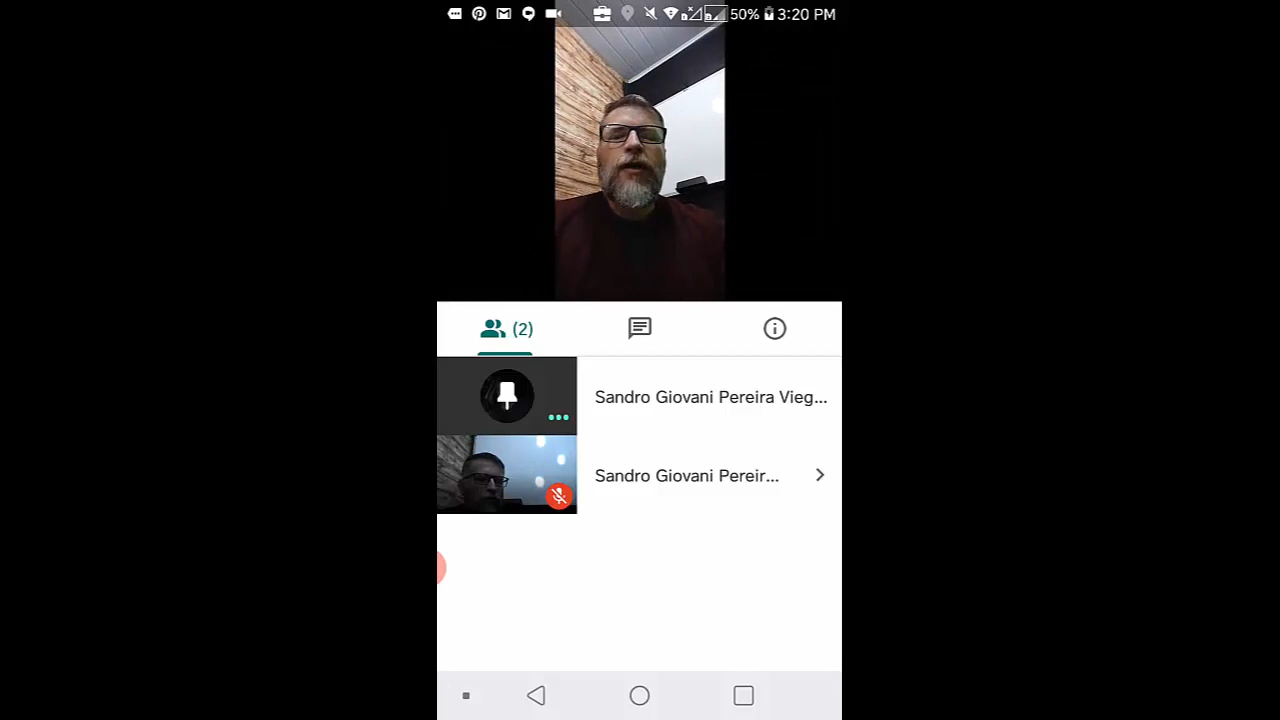 50% 3:20 PM
(2)
Sandro Giovani Pereira Vieg...
Sandro Giovani Pereir...